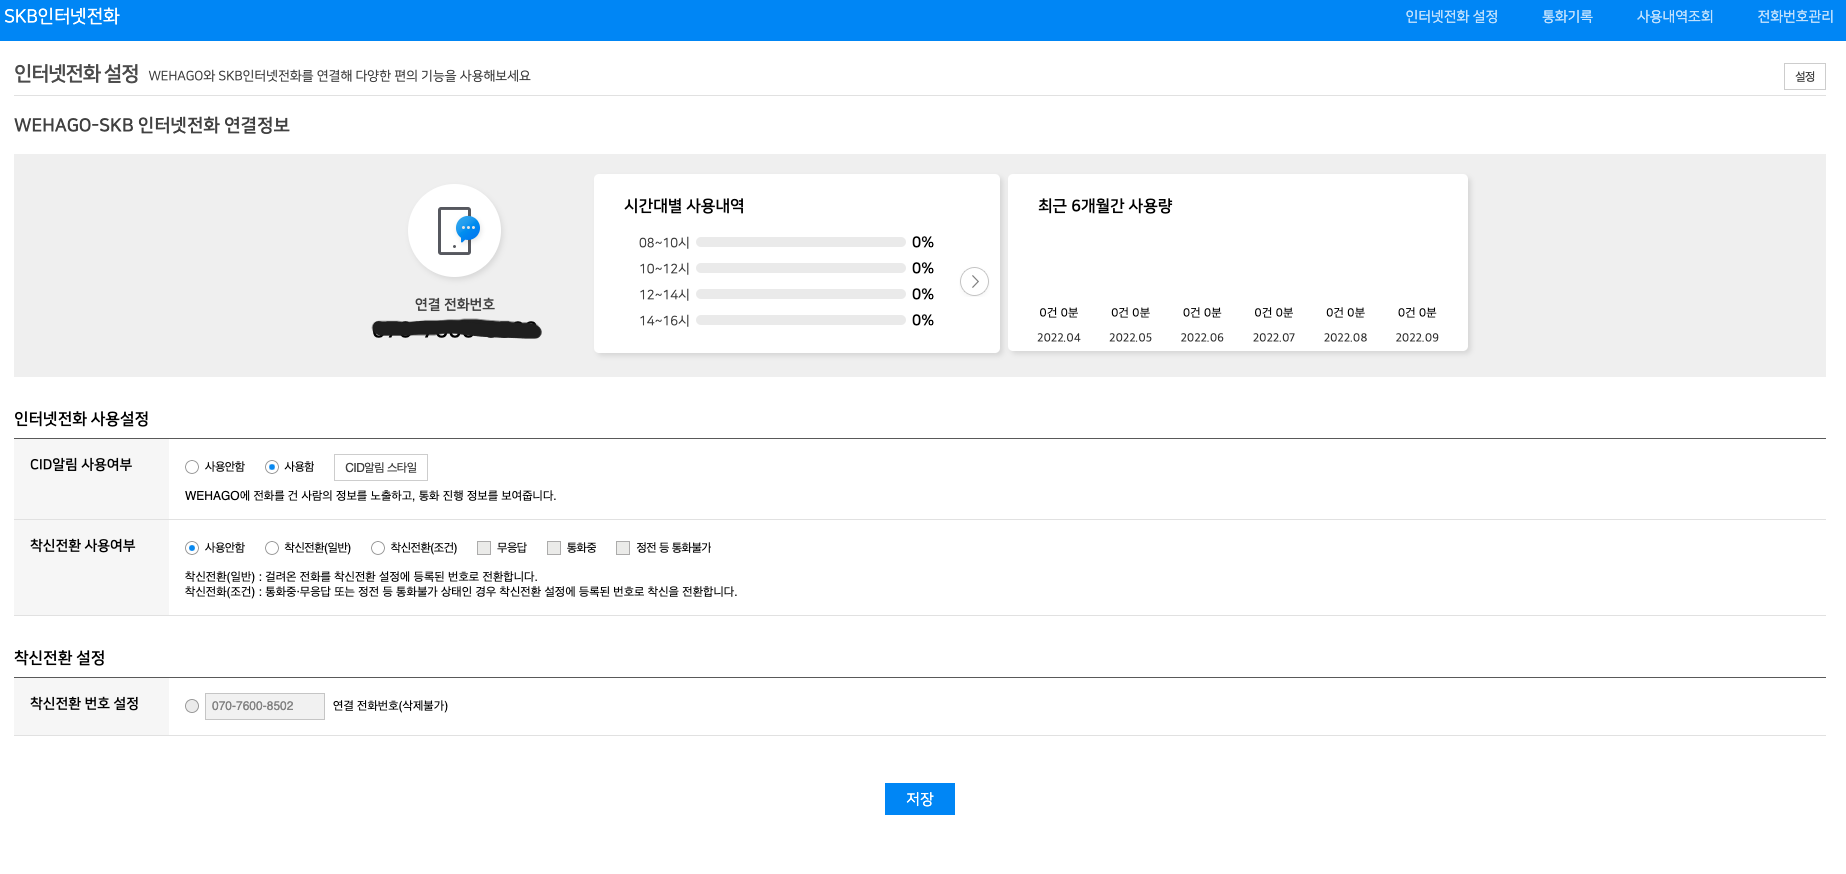 SKB인터넷전화
인터넷전화 설정 통화기록 사용내역조회 전화번호관리
인터넷전화 설정 WEHAGO와 SKB인터넷전화를 연결해 다양한 편의 기능을 사용해보세요 설정
WEHAGO-SKB 인터넷전화 연결정보
연결 전화번호
시간대별 사용내역
08~10시 0%
10~12시 0%
12~14시 0%
14~16시 0%
최근 6개월간 사용량
0건 0분 0건 0분 0건 0분 0건 0분 0건 0분 0건 0분
2022.04 2022.05 2022.06 2022.07 2022.08 2022.09
인터넷전화 사용설정
CID알림 사용여부 사용안함 사용함 CID알림 스타일
WEHAGO에 전화를 건 사람의 정보를 노출하고, 통화 진행 정보를 보여줍니다.
착신전환 사용여부 사용안함 착신전환(일반) 착신전환(조건) 무응답 통화중 정전 등 통화불가
착신전환(일반) : 걸려온 전화를 착신전환 설정에 등록된 번호로 전환합니다.
착신전화(조건) : 통화중·무응답 또는 정전 등 통화불가 상태인 경우 착신전환 설정에 등록된 번호로 착신을 전환합니다.
착신전환 설정
착신전환 번호 설정 070-7600-8502 연결 전화번호(삭제불가)
저장